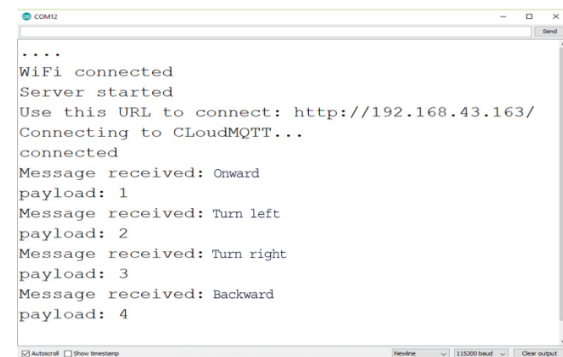 COM12
Send
....
WiFi connected
Server started
Use this URL to connect: http://192.168.43.163/
Connecting to CLoudMQTT...
connected
Message received: Onward
payload: 1
Message received: Turn left
payload: 2
Message received: Turn right
payload: 3
Message received: Backward
payload: 4
Autoscroll Show timestamp Newline 115200 baud Clear output